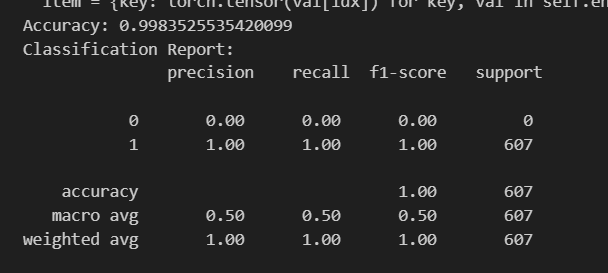 item = {key: torch.tensor(val[idx]) for key, val in self.en
Accuracy: 0.9983525535420099
Classification Report:
precision recall f1-score support
0 0.00 0.00 0.00 0
1 1.00 1.00 1.00 607
accuracy 1.00 607
macro avg 0.50 0.50 0.50 607
weighted avg 1.00 1.00 1.00 607